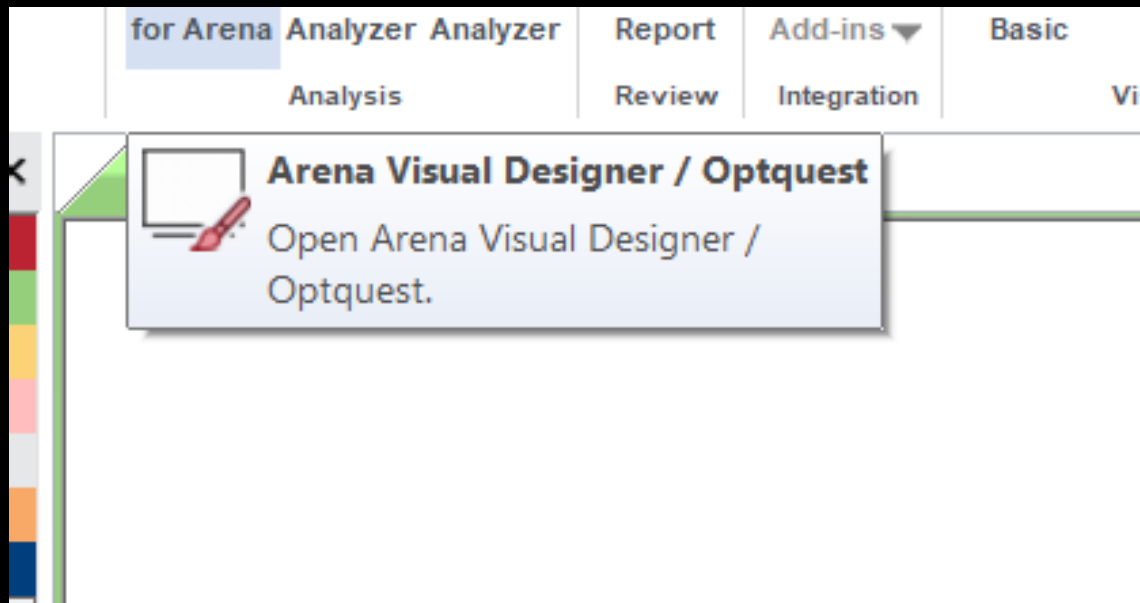 for Arena Analyzer Analyzer Report Add-ins Basic
Analysis Review Integration Vi
Arena Visual Designer / Optquest
Open Arena Visual Designer /
Optquest.